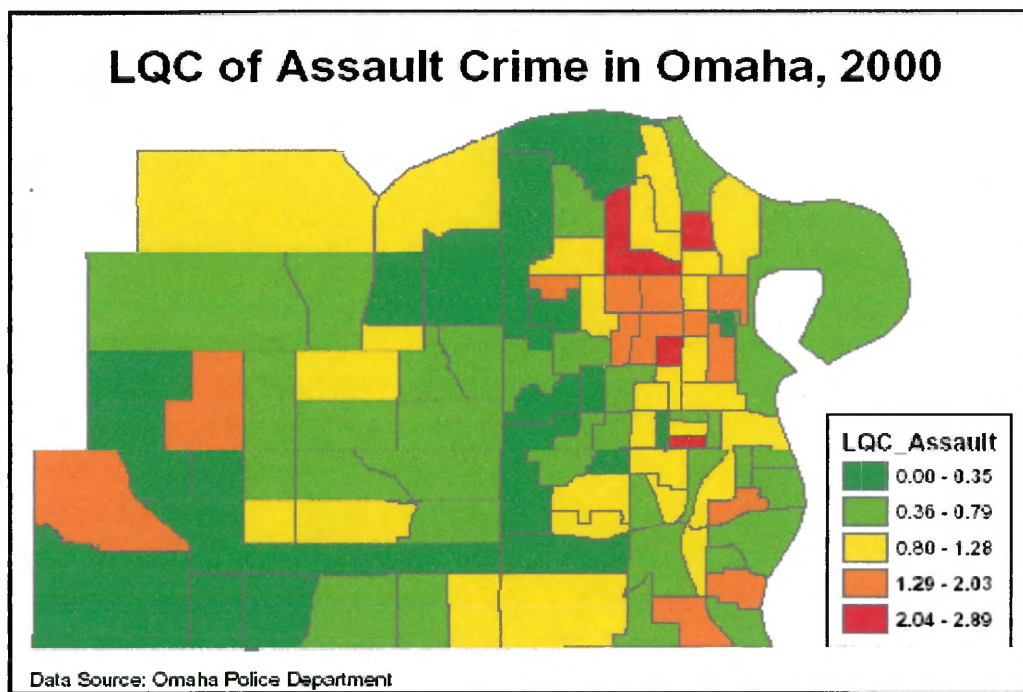 LQC of Assault Crime in Omaha, 2000
LQC_Assault
0.00 - 0.35
0.36 - 0.79
0.80 - 1.28
1.29 - 2.03
2.04 - 2.89
Data Source: Omaha Police Department